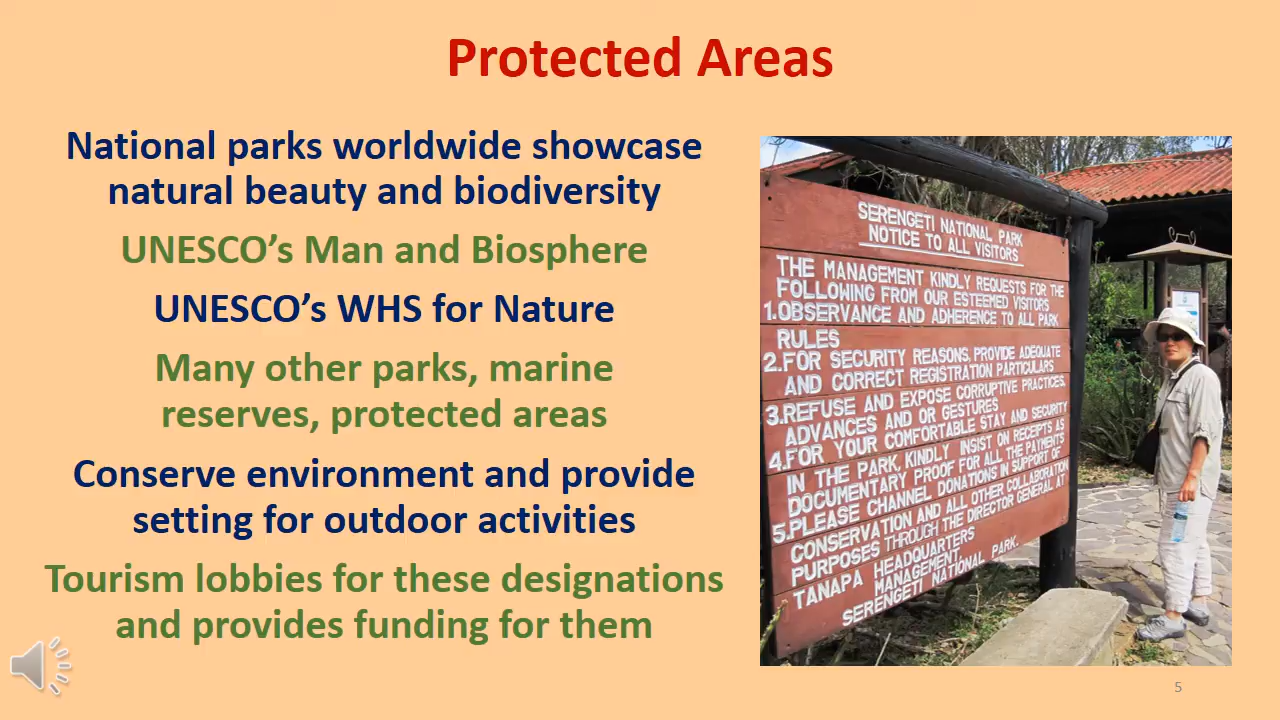 Protected Areas
National parks worldwide showcase
natural beauty and biodiversity
UNESCO's Man and Biosphere
UNESCO's WHS for Nature
Many other parks, marine
reserves, protected areas
Conserve environment and provide
setting for outdoor activities
Tourism lobbies for these designations
and provides funding for them
SERENGETI NATIONAL PARK
NOTICE TO ALL VISITORS
THE MANAGEMENT KINDLY REQUESTS FOR THE
FOLLOWING FROM OUR ESTEEMED VISITORS
1.OBSERVANCE AND ADHERENCE TO ALL PARK
RULES
2.FOR SECURITY REASONS, PROVIDE ADEQUATE
AND CORRECT REGISTRATION PARTICULARS
3.REFUSE AND EXPOSE CORRUPTIVE PRACTICES,
ADVANCES AND OR GESTURES
4.FOR YOUR COMFORTABLE STAY AND SECURITY
IN THE PARK, KINDLY INSIST ON RECEIPTS AS
DOCUMENTARY PROOF FOR ALL THE PAYMENTS
5.PLEASE CHANNEL DONATIONS IN SUPPORT OF
CONSERVATION AND ALL OTHER COLLABORATION
PURPOSES THROUGH THE DIRECTOR GENERAL AT
TANAPA HEADQUARTERS
MANAGEMENT
SERENGETI NATIONAL PARK.
5